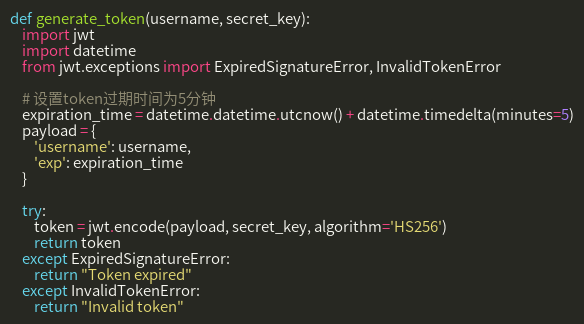 def generate_token(username, secret_key):
    import jwt
    import datetime
    from jwt.exceptions import ExpiredSignatureError, InvalidTokenError

    # 设置token过期时间为5分钟
    expiration_time = datetime.datetime.utcnow() + datetime.timedelta(minutes=5)
    payload = {
        'username': username,
        'exp': expiration_time
    }

    try:
        token = jwt.encode(payload, secret_key, algorithm='HS256')
        return token
    except ExpiredSignatureError:
        return "Token expired"
    except InvalidTokenError:
        return "Invalid token"